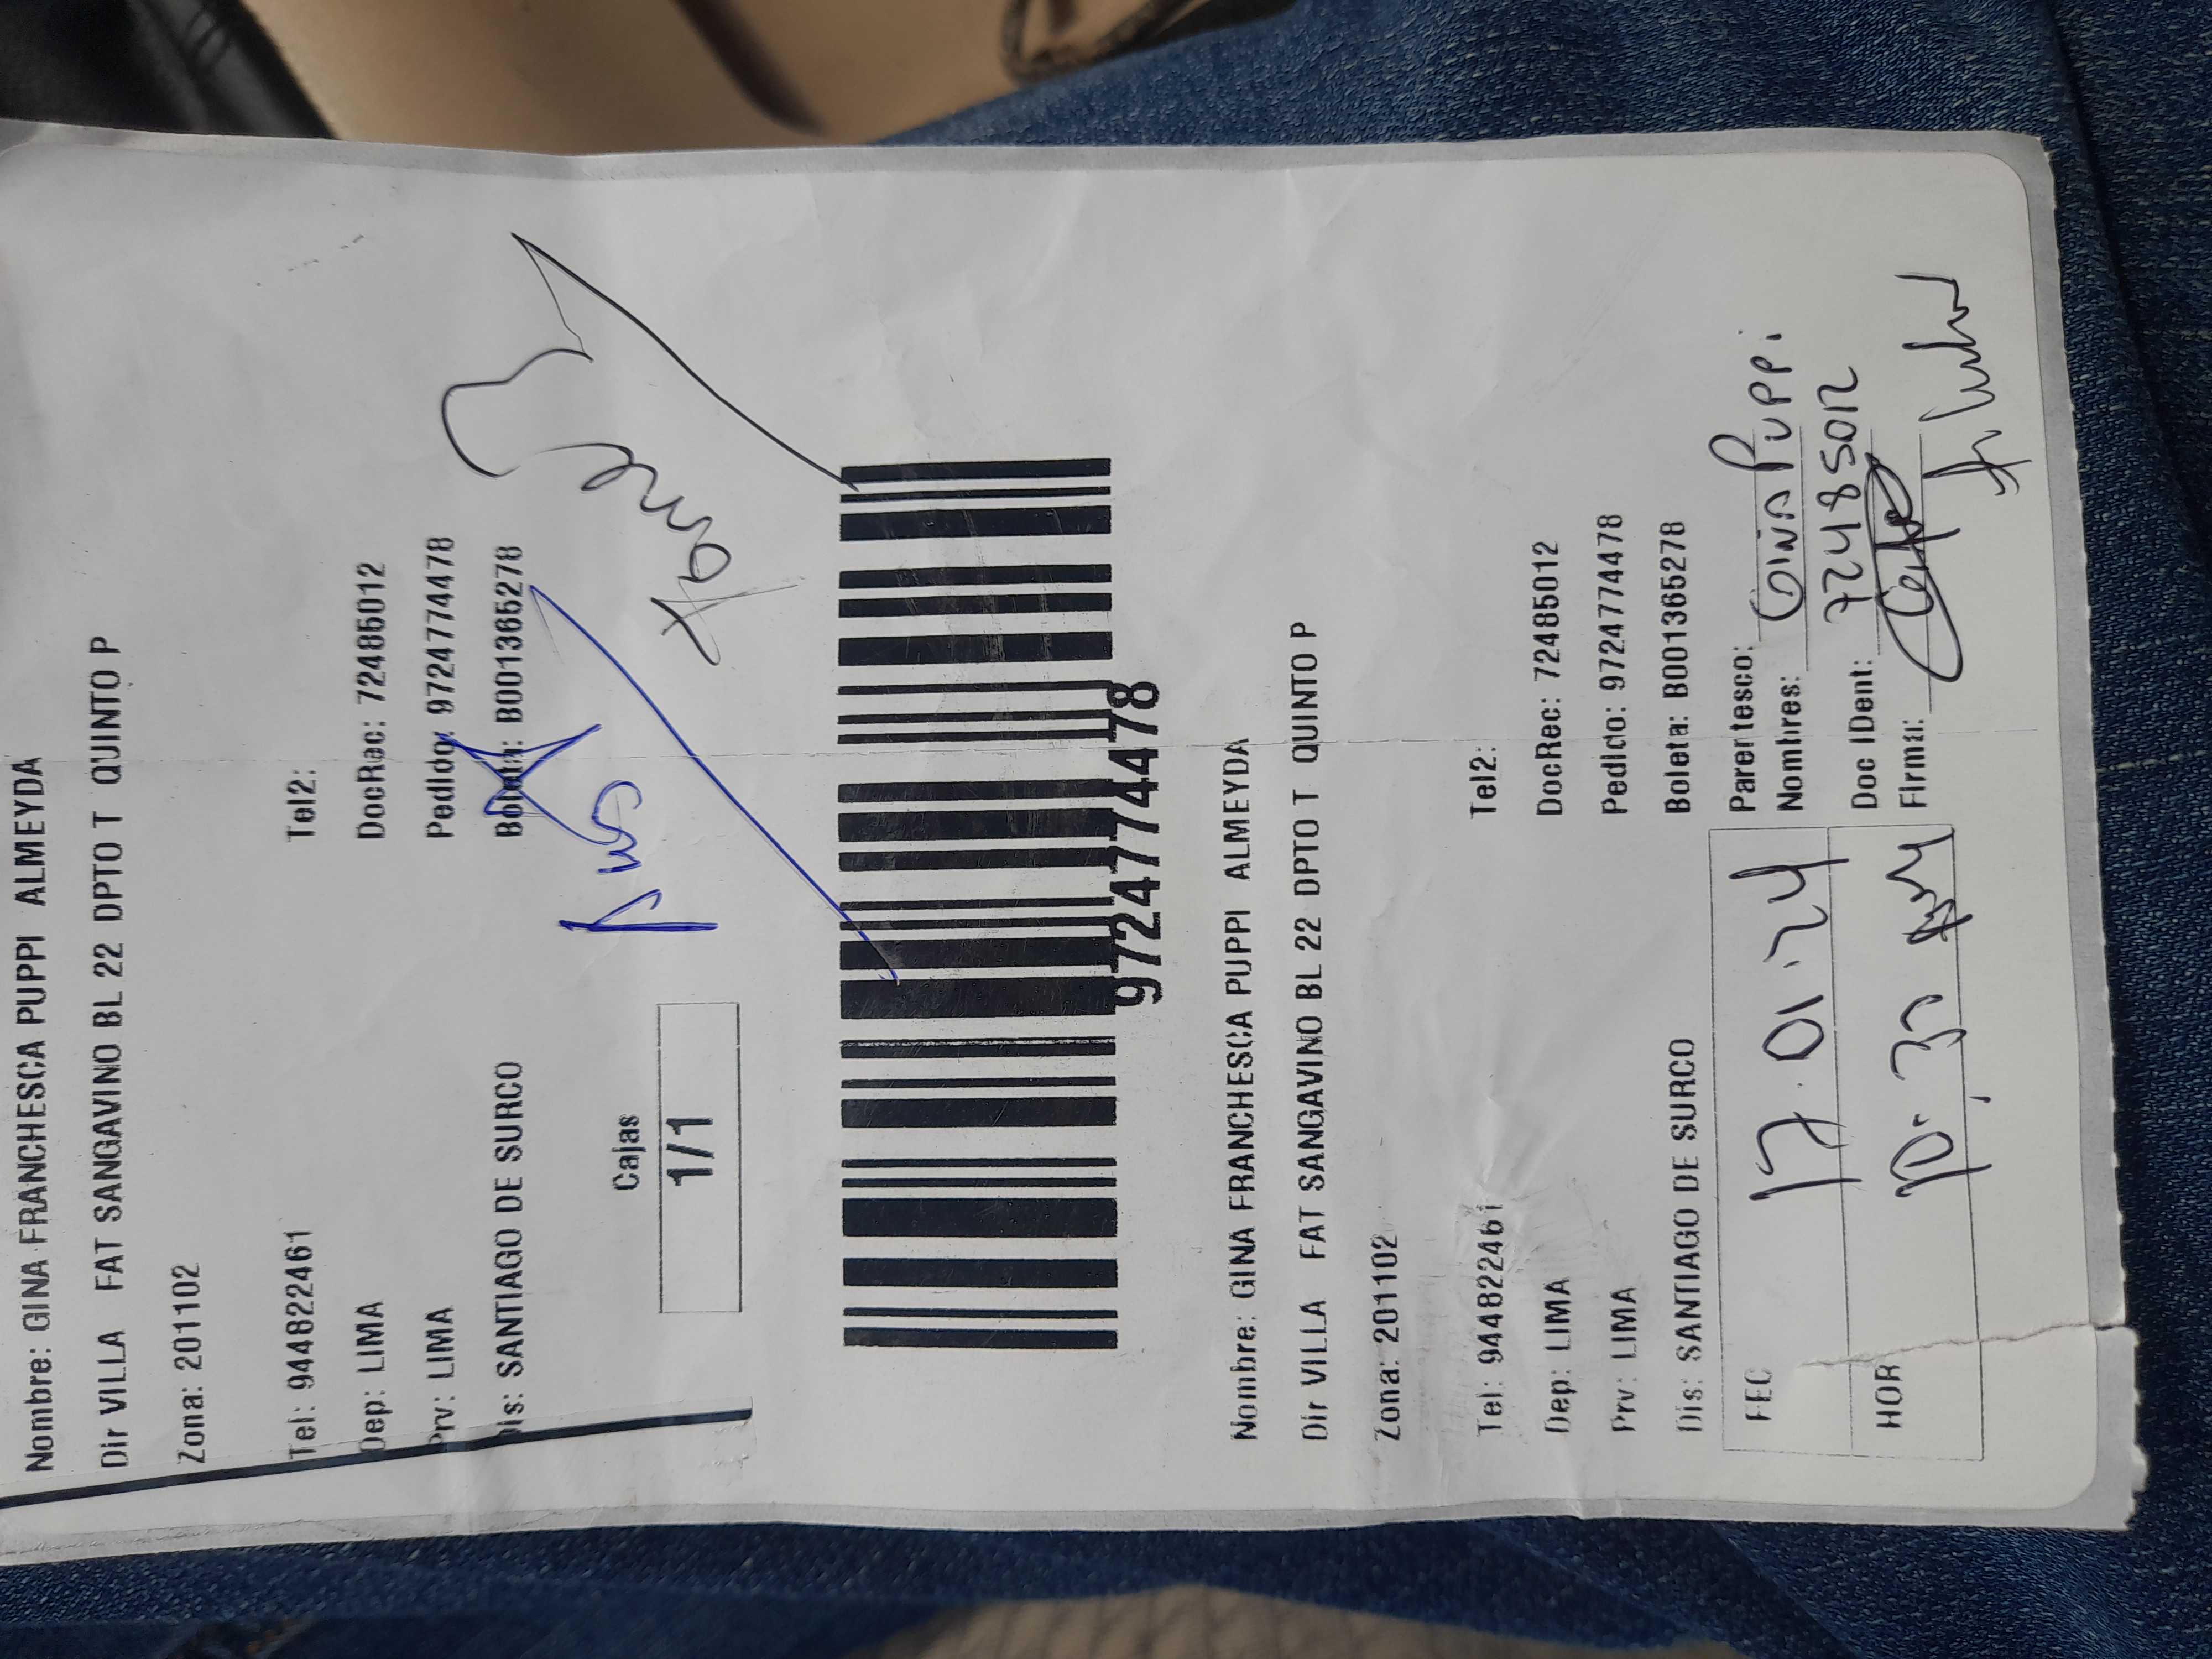 Nombre: GINA FRANCHESCA PUPPI ALMEYDA
Dir VILLA FAT SANGAVINO BL 22 DPTO T QUINTO P
Zona: 201102
Tel: 944822461 Tel2:
Dep: LIMA DocRec: 72485012
Prv: LIMA Pedido: 9724774478
Dis: SANTIAGO DE SURCO Boleta: B001365278
Cajas
1/1
9724774478
Nombre: GINA FRANCHESCA PUPPI ALMEYDA
Dir VILLA FAT SANGAVINO BL 22 DPTO T QUINTO P
Zona: 201102
Tel: 944822461 Tel2:
Dep: LIMA DocRec: 72485012
Prv: LIMA Pedido: 9724774478
Dis: SANTIAGO DE SURCO Boleta: B001365278
FEC 17.01.24 Parentesco:
Nombres: GINA PUPPI
HOR Doc IDent: 72485012
Firma: